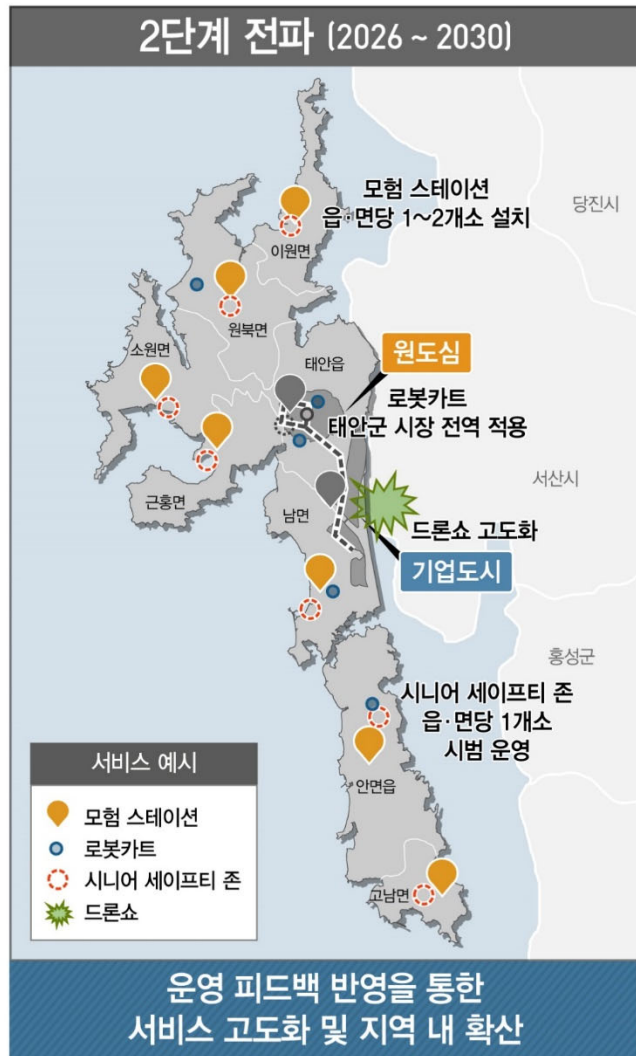 2단계 전파 (2026 ~ 2030)
당진시
모험 스테이션
읍·면당 1~2개소 설치
이원면
원북면
태안읍
소원면
원도심
로봇카트
태안군 시장 전역 적용
서산시
근흥면
남면
드론쇼 고도화
기업도시
홍성군
시니어 세이프티 존
읍·면당 1개소
시범 운영
안면읍
고남면
서비스 예시
모험 스테이션
로봇카트
시니어 세이프티 존
드론쇼
운영 피드백 반영을 통한
서비스 고도화 및 지역 내 확산